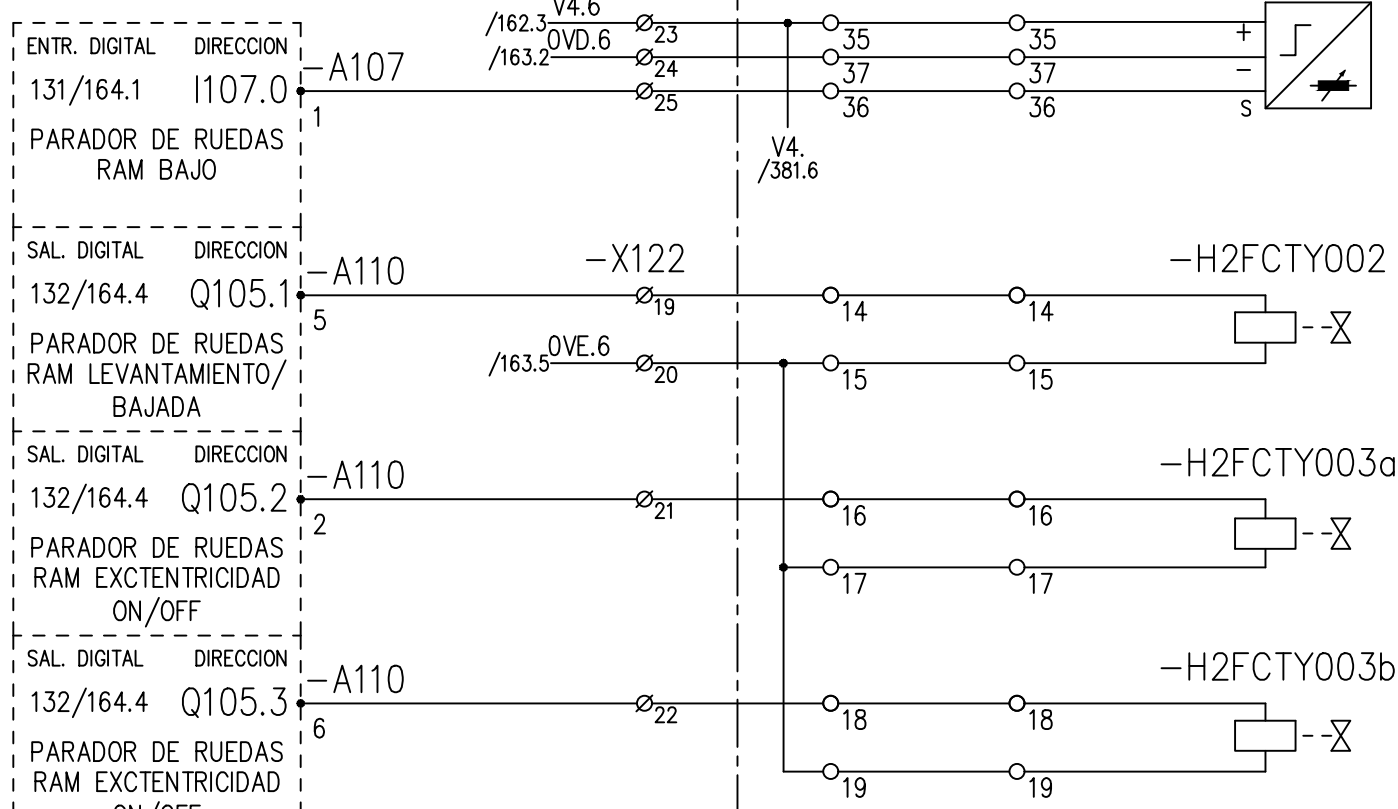 V4.6
/162.3
23
35
35
+
ENTR. DIGITAL DIRECCION
0VD.6
/163.2
24
37
37
−
131/164.1 I107.0
−A107
1
25
36
36
S
PARADOR DE RUEDAS
RAM BAJO
V4.
/381.6
SAL. DIGITAL DIRECCION
132/164.4 Q105.1
−A110
5
−X122
19
14
14
−H2FCTY002
PARADOR DE RUEDAS
RAM LEVANTAMIENTO/
BAJADA
0VE.6
/163.5
20
15
15
SAL. DIGITAL DIRECCION
132/164.4 Q105.2
−A110
2
21
16
16
−H2FCTY003a
PARADOR DE RUEDAS
RAM EXCTENTRICIDAD
ON/OFF
17
17
SAL. DIGITAL DIRECCION
132/164.4 Q105.3
−A110
6
22
18
18
−H2FCTY003b
PARADOR DE RUEDAS
RAM EXCTENTRICIDAD
ON/OFF
19
19